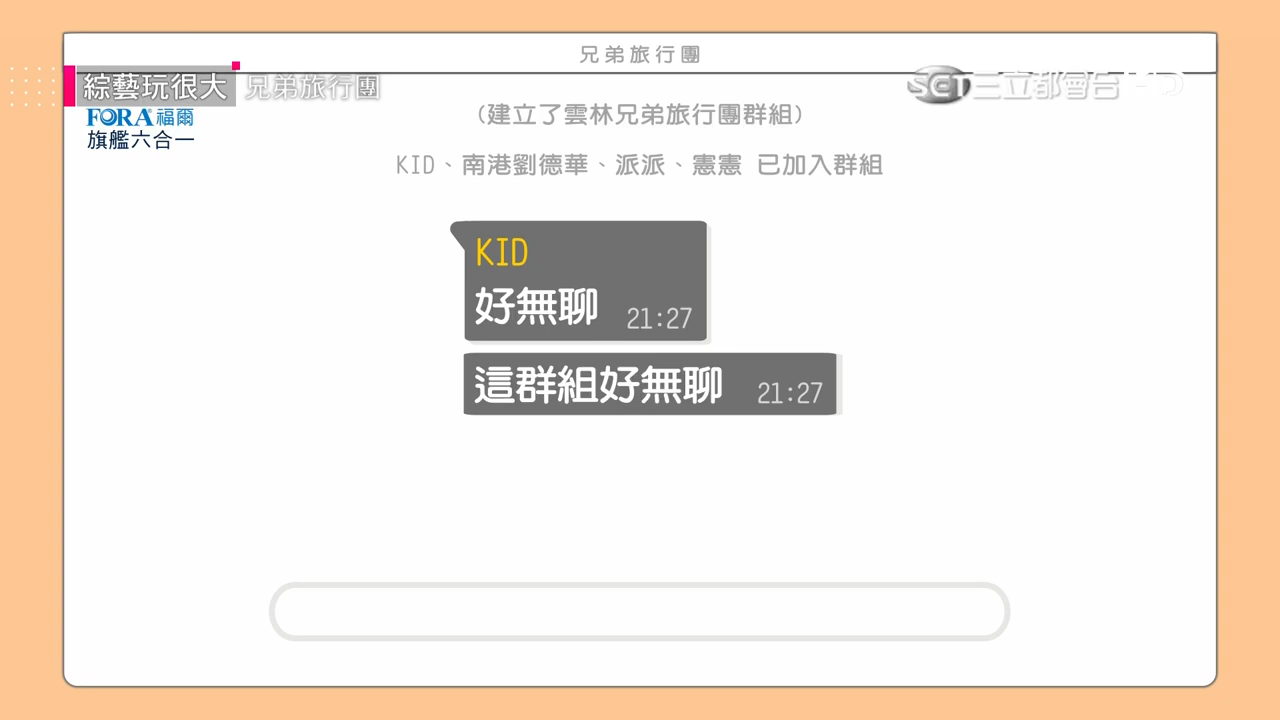 兄弟旅行團
綜藝玩很大 兄弟旅行團
SET三立都會台 HD
FORA福爾
旗艦六合一
(建立了雲林兄弟旅行團群組)
KID、南港劉德華、派派、憲憲 已加入群組
KID
好無聊 21:27
這群組好無聊 21:27